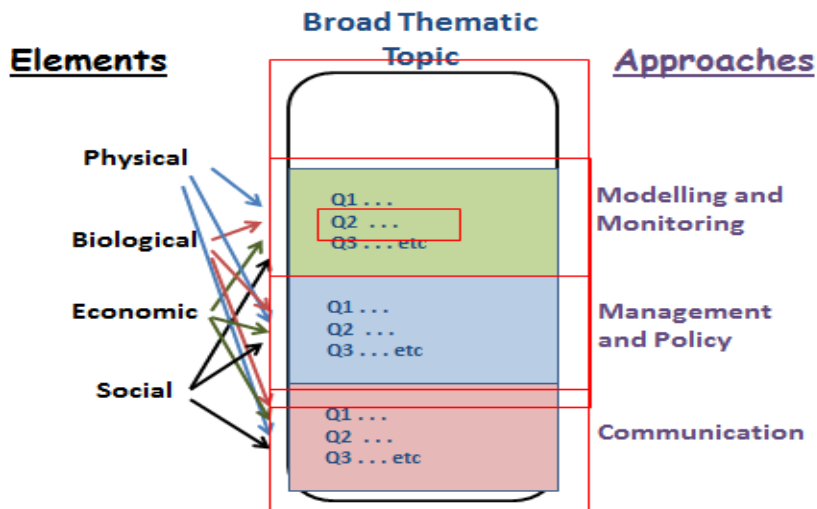 Broad Thematic
Topic
Elements
Approaches
Physical
Biological
Economic
Social
Q1 . . .
Q2 ...
Q3 . . . etc
Modelling and
Monitoring
Q1 . . .
Q2 ...
Q3 . . . etc
Management
and Policy
Q1 . . .
Q2 ...
Q3 . . . etc
Communication